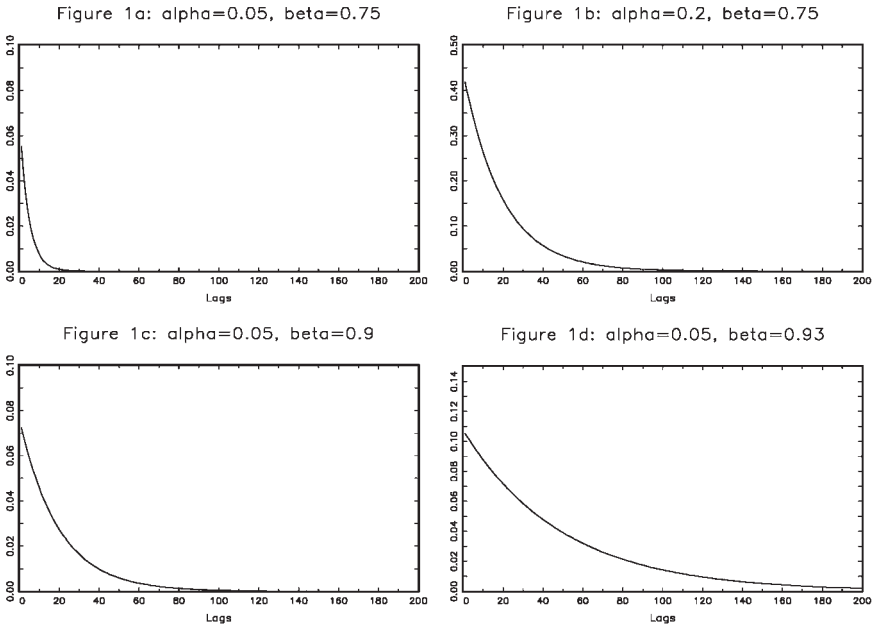 Figure 1a: alpha=0.05, beta=0.75
0.10
0.08
0.06
0.04
0.02
0.00
0 20 40 60 80 100 120 140 160 180 200
Lags
Figure 1b: alpha=0.2, beta=0.75
0.50
0.40
0.30
0.20
0.10
0.00
0 20 40 60 80 100 120 140 160 180 200
Lags
Figure 1c: alpha=0.05, beta=0.9
0.10
0.08
0.06
0.04
0.02
0.00
0 20 40 60 80 100 120 140 160 180 200
Lags
Figure 1d: alpha=0.05, beta=0.93
0.14
0.12
0.10
0.08
0.06
0.04
0.02
0.00
0 20 40 60 80 100 120 140 160 180 200
Lags